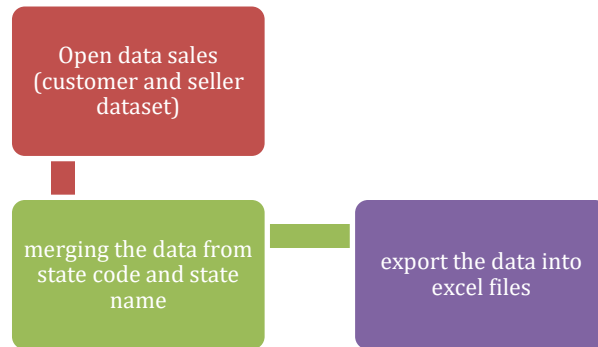 Open data sales
(customer and seller
dataset)
merging the data from
state code and state
name
export the data into
excel files